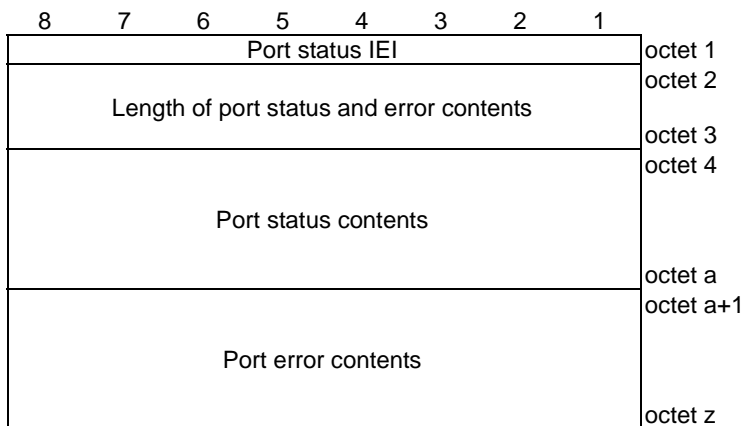 8 7 6 5 4 3 2 1
Port status IEI octet 1
octet 2
Length of port status and error contents
octet 3
octet 4
Port status contents
octet a
octet a+1
Port error contents
octet z